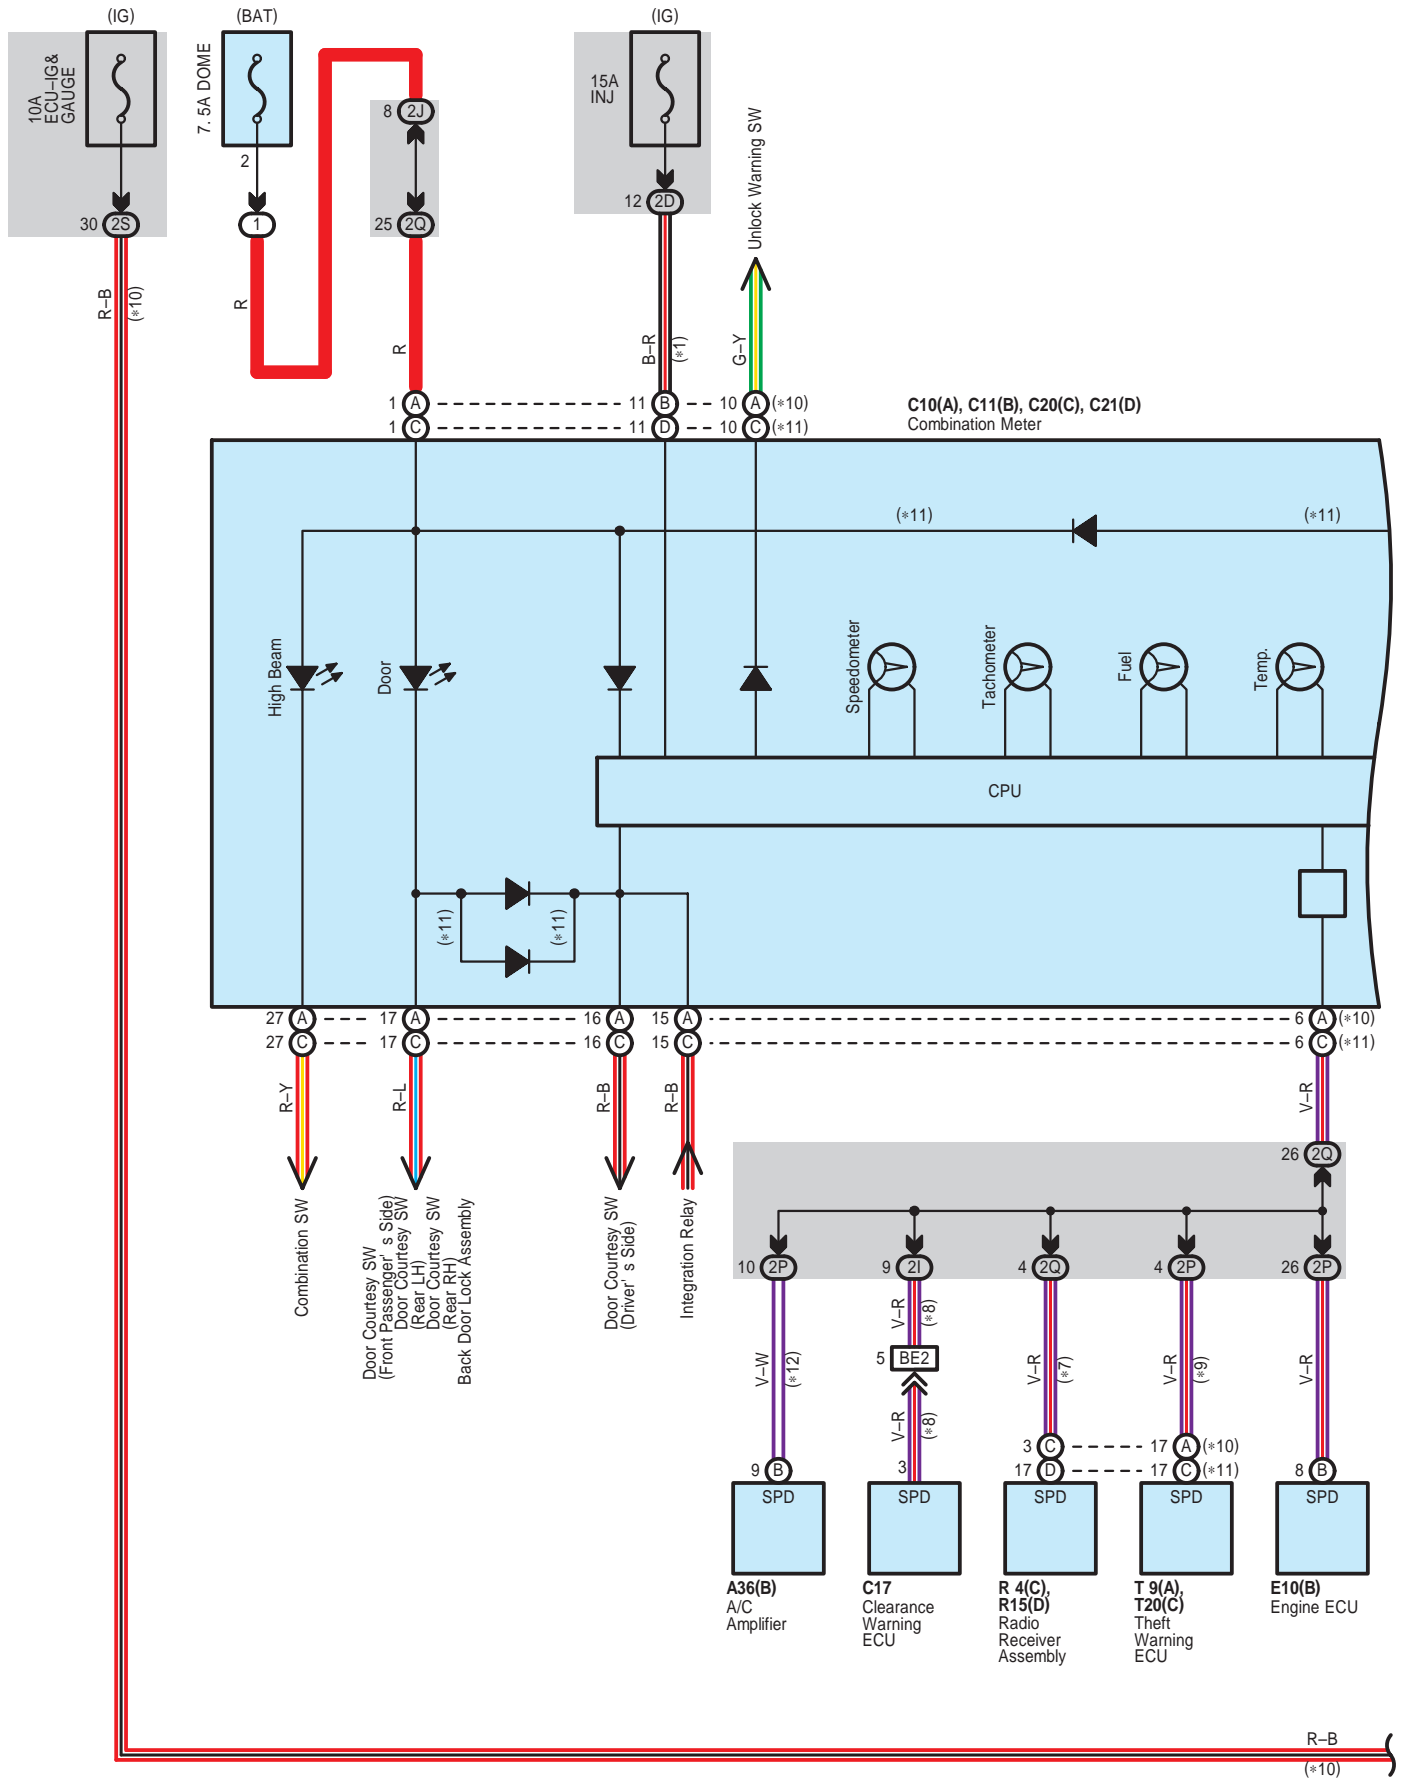 (IG)
(BAT)
(IG)
10A
ECU–IG&
GAUGE
7. 5A DOME
15A
INJ
2
8 2J
12 2D
30 2S
1
25 2Q
Unlock Warning SW
R–B
(*10)
R
R
B–R
(*1)
G–Y
1 A
11 B
10 A (*10)
1 C
11 D
10 C (*11)
C10(A), C11(B), C20(C), C21(D)
Combination Meter
(*11)
(*11)
High Beam
Door
Speedometer
Tachometer
Fuel
Temp.
CPU
(*11)
(*11)
27 A
17 A
16 A
15 A
6 A (*10)
27 C
17 C
16 C
15 C
6 C (*11)
R–Y
R–L
R–B
R–B
V–R
Combination SW
Door Courtesy SW
(Front Passenger' s Side)
Door Courtesy SW
(Rear LH)
Door Courtesy SW
(Rear RH)
Back Door Lock Assembly
Door Courtesy SW
(Driver' s Side)
Integration Relay
26 2Q
10 2P
9 2I
4 2Q
4 2P
26 2P
V–W
(*12)
V–R
(*8)
5 BE2
V–R
(*8)
V–R
(*7)
V–R
(*9)
V–R
3 C
17 A (*10)
9 B
3
17 D
17 C (*11)
8 B
SPD
SPD
SPD
SPD
SPD
A36(B)
A/C
Amplifier
C17
Clearance
Warning
ECU
R 4(C),
R15(D)
Radio
Receiver
Assembly
T 9(A),
T20(C)
Theft
Warning
ECU
E10(B)
Engine ECU
R–B
(*10)